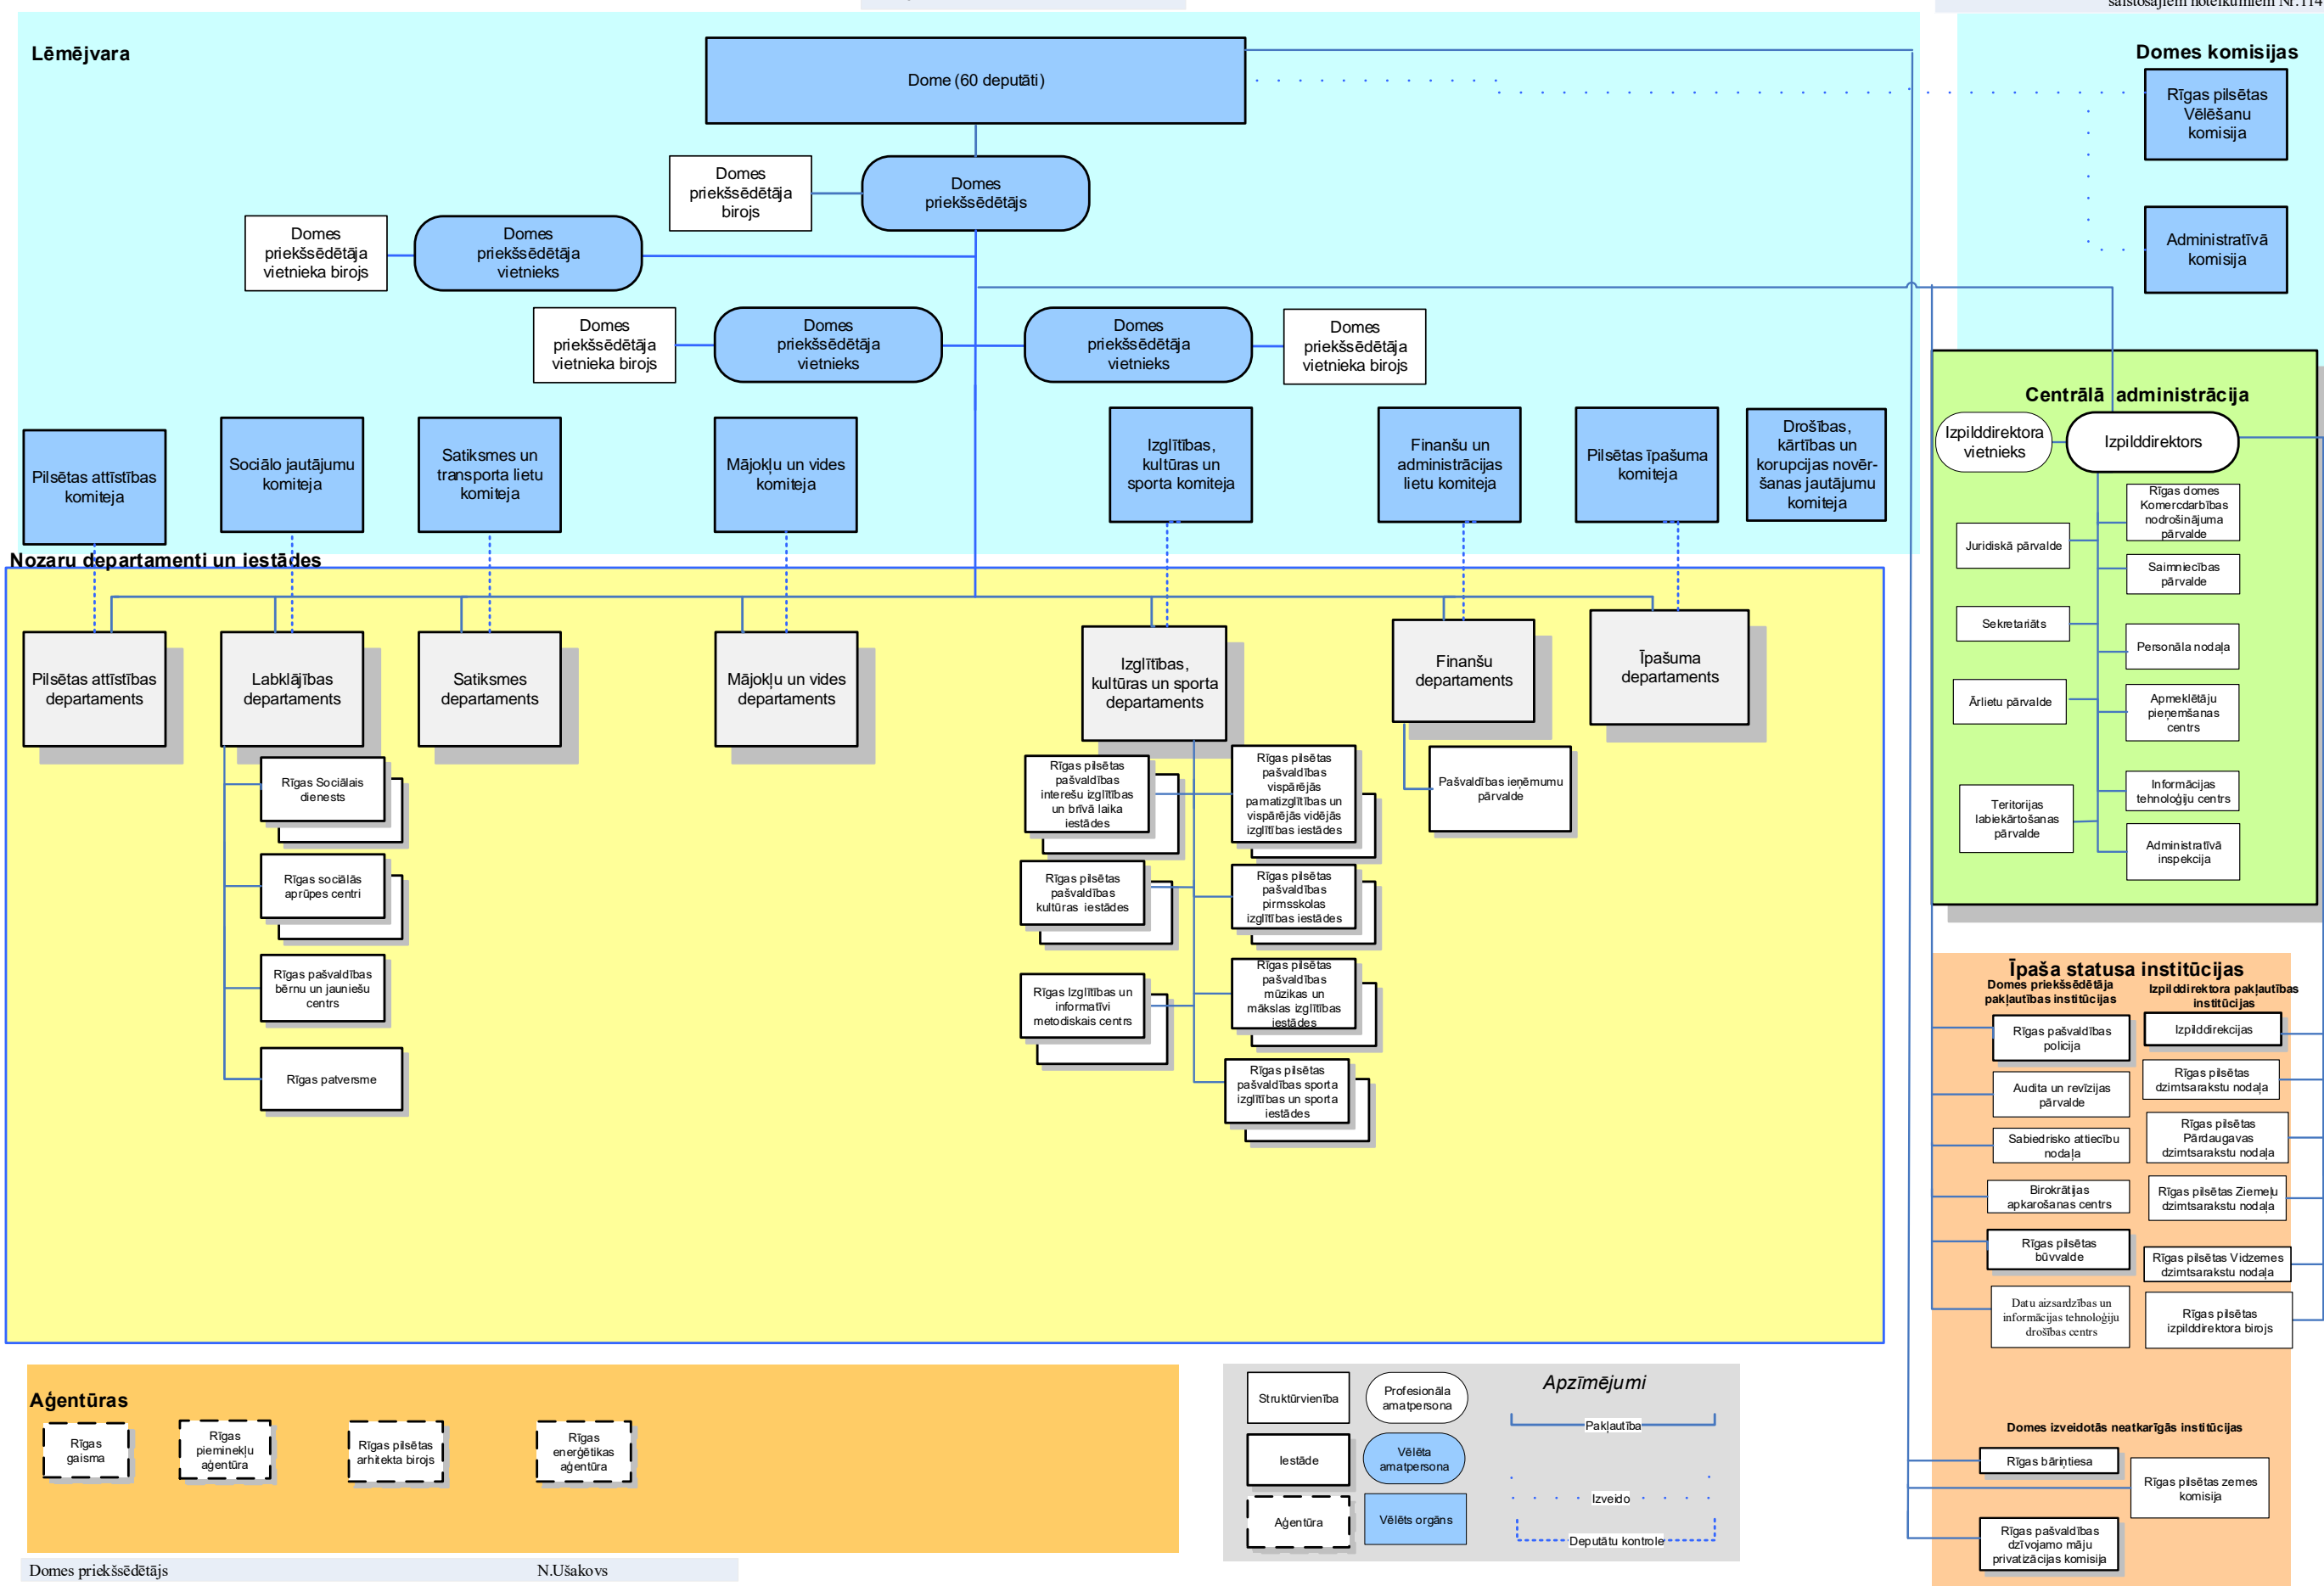 saistošajiem noteikumiem Nr.114
Lēmējvara
Domes komisijas
Dome (60 deputāti)
Rīgas pilsētas
Vēlēšanu
komisija
Administratīvā
komisija
Domes
priekšsēdētāja
birojs
Domes
priekšsēdētājs
Domes
priekšsēdētāja
vietnieka birojs
Domes
priekšsēdētāja
vietnieks
Domes
priekšsēdētāja
vietnieka birojs
Domes
priekšsēdētāja
vietnieks
Domes
priekšsēdētāja
vietnieks
Domes
priekšsēdētāja
vietnieka birojs
Pilsētas attīstības
komiteja
Sociālo jautājumu
komiteja
Satiksmes un
transporta lietu
komiteja
Mājokļu un vides
komiteja
Izglītības,
kultūras un
sporta komiteja
Finanšu un
administrācijas
lietu komiteja
Pilsētas īpašuma
komiteja
Drošības,
kārtības un
korupcijas novēr-
šanas jautājumu
komiteja
Centrālā administrācija
Izpilddirektora
vietnieks
Izpilddirektors
Juridiskā pārvalde
Sekretariāts
Ārlietu pārvalde
Teritorijas
labiekārtošanas
pārvalde
Rīgas domes
Komercdarbības
nodrošinājuma
pārvalde
Saimniecības
pārvalde
Personāla nodaļa
Apmeklētāju
pieņemšanas
centrs
Informācijas
tehnoloģiju centrs
Administratīvā
inspekcija
Nozaru departamenti un iestādes
Pilsētas attīstības
departaments
Labklājības
departaments
Satiksmes
departaments
Mājokļu un vides
departaments
Izglītības,
kultūras un sporta
departaments
Finanšu
departaments
Īpašuma
departaments
Rīgas Sociālais
dienests
Rīgas sociālās
aprūpes centri
Rīgas pašvaldības
bērnu un jauniešu
centrs
Rīgas patversme
Rīgas pilsētas
pašvaldības
interešu izglītības
un brīvā laika
iestādes
Rīgas pilsētas
pašvaldības
kultūras iestādes
Rīgas Izglītības un
informatīvi
metodiskais centrs
Rīgas pilsētas
pašvaldības
vispārējās
pamatizglītības un
vispārējās vidējās
izglītības iestādes
Rīgas pilsētas
pašvaldības
pirmsskolas
izglītības iestādes
Rīgas pilsētas
pašvaldības
mūzikas un
mākslas izglītības
iestādes
Rīgas pilsētas
pašvaldības sporta
izglītības un sporta
iestādes
Pašvaldības ieņēmumu
pārvalde
Īpaša statusa institūcijas
Domes priekšsēdētāja
pakļautības institūcijas
Izpilddirektora pakļautības
institūcijas
Rīgas pašvaldības
policija
Audita un revīzijas
pārvalde
Sabiedrisko attiecību
nodaļa
Birokrātijas
apkarošanas centrs
Rīgas pilsētas
būvvalde
Datu aizsardzības un
informācijas tehnoloģiju
drošības centrs
Izpilddirekcijas
Rīgas pilsētas
dzimtsarakstu nodaļa
Rīgas pilsētas
Pārdaugavas
dzimtsarakstu nodaļa
Rīgas pilsētas Ziemeļu
dzimtsarakstu nodaļa
Rīgas pilsētas Vidzemes
dzimtsarakstu nodaļa
Rīgas pilsētas
izpilddirektora birojs
Domes izveidotās neatkarīgās institūcijas
Rīgas bāriņtiesa
Rīgas pilsētas zemes
komisija
Rīgas pašvaldības
dzīvojamo māju
privatizācijas komisija
Aģentūras
Rīgas
gaisma
Rīgas
pieminekļu
aģentūra
Rīgas pilsētas
arhitekta birojs
Rīgas
enerģētikas
aģentūra
Apzīmējumi
Struktūrvienība
Profesionāla
amatpersona
Pakļautība
Iestāde
Vēlēta
amatpersona
Izveido
Aģentūra
Vēlēts orgāns
Deputātu kontrole
Domes priekšsēdētājs N.Ušakovs